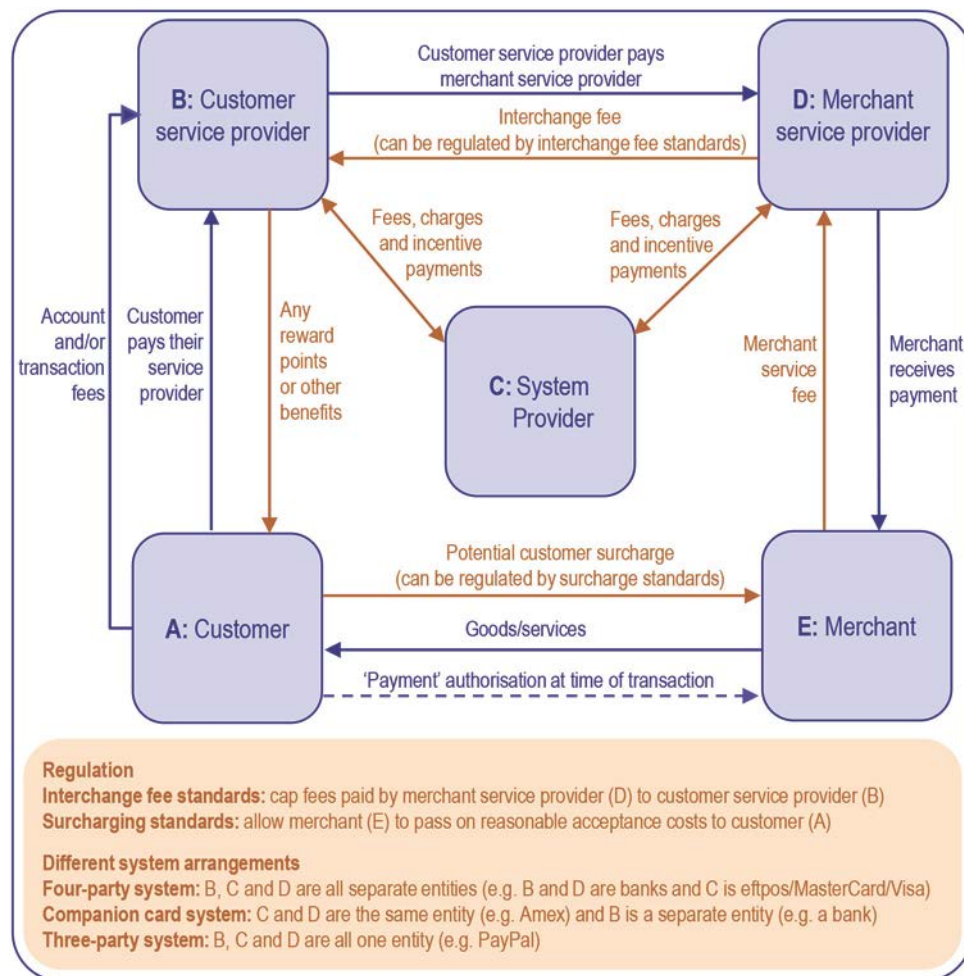 Customer service provider pays
merchant service provider
B: Customer
service provider
D: Merchant
service provider
Interchange fee
(can be regulated by interchange fee standards)
Fees, charges
and incentive
payments
Fees, charges
and incentive
payments
Account
and/or
transaction
fees
Customer
pays their
service
provider
Any
reward
points
or other
benefits
C: System
Provider
Merchant
service
fee
Merchant
receives
payment
Potential customer surcharge
(can be regulated by surcharge standards)
A: Customer
E: Merchant
Goods/services
‘Payment’ authorisation at time of transaction
Regulation
Interchange fee standards: cap fees paid by merchant service provider (D) to customer service provider (B)
Surcharging standards: allow merchant (E) to pass on reasonable acceptance costs to customer (A)
Different system arrangements
Four-party system: B, C and D are all separate entities (e.g. B and D are banks and C is eftpos/MasterCard/Visa)
Companion card system: C and D are the same entity (e.g. Amex) and B is a separate entity (e.g. a bank)
Three-party system: B, C and D are all one entity (e.g. PayPal)